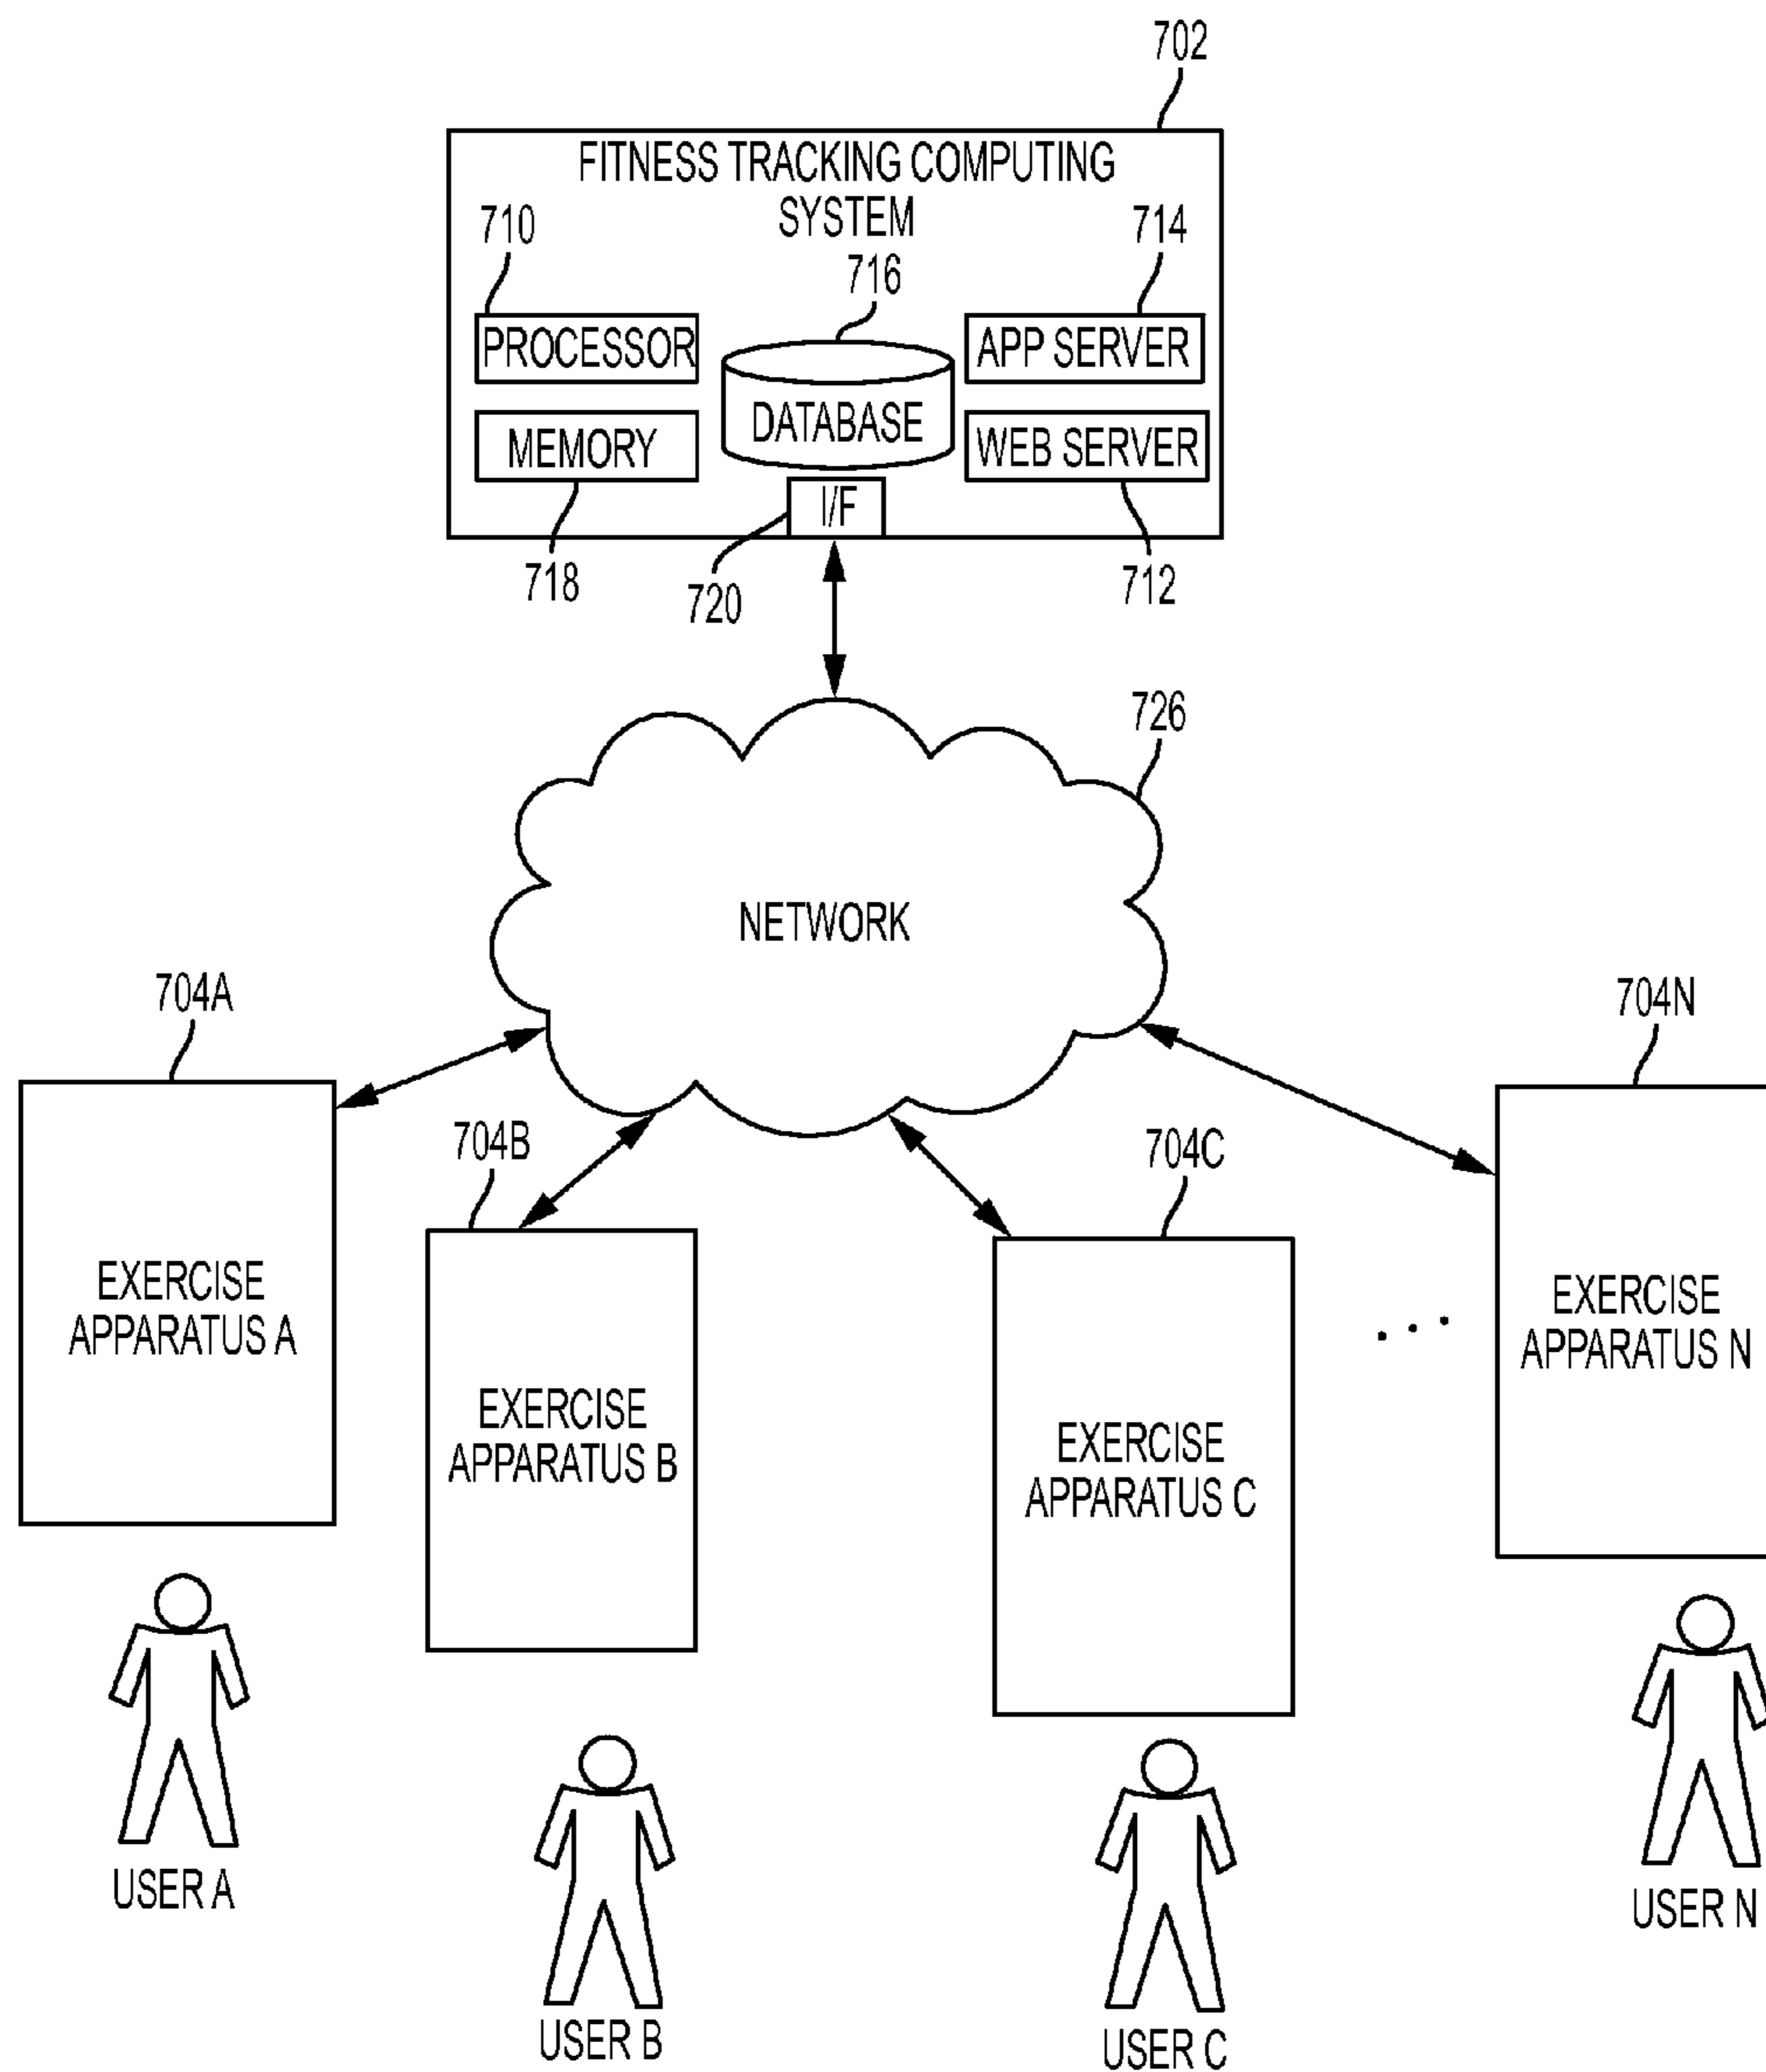 702
FITNESS TRACKING COMPUTING
SYSTEM
710
714
716
PROCESSOR
APP SERVER
DATABASE
MEMORY
WEB SERVER
I/F
718
720
712
726
NETWORK
704A
704N
704B
704C
EXERCISE
APPARATUS A
EXERCISE
APPARATUS N
EXERCISE
APPARATUS B
EXERCISE
APPARATUS C
. . .
USER A
USER N
USER B
USER C